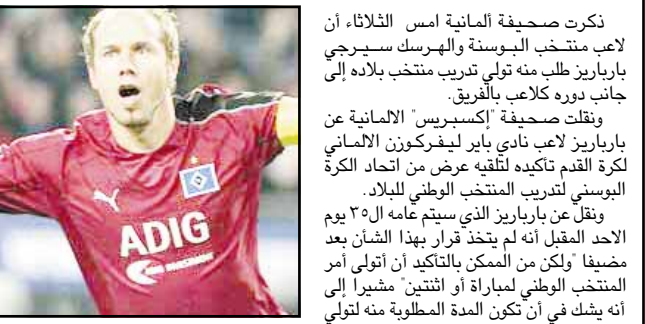 ذكرت صحيفة ألمانية امس الثلاثاء أن
لاعب منتخب البوسنة والهرسك سيرجي
بارباريز طلب منه تولي تدريب منتخب بلاده إلى
جانب دوره كلاعب بالفريق.
ونقلت صحيفة "إكسبريس" الالمانية عن
بارباريز لاعب نادي باير ليفركوزن الالماني
لكرة القدم تأكيده لتلقيه عرض من اتحاد الكرة
البوسني لتدريب المنتخب الوطني للبلاد.
ونقل عن بارباريز الذي سيتم عامه ال٣٥ يوم
الاحد المقبل أنه لم يتخذ قرار بهذا الشأن بعد
مضيفا "ولكن من الممكن بالتأكيد أن أتولى أمر
المنتخب الوطني لمباراة أو اثنتين" مشيرا إلى
أنه يشك في أن تكون المدة المطلوبة منه لتولي
ADIG